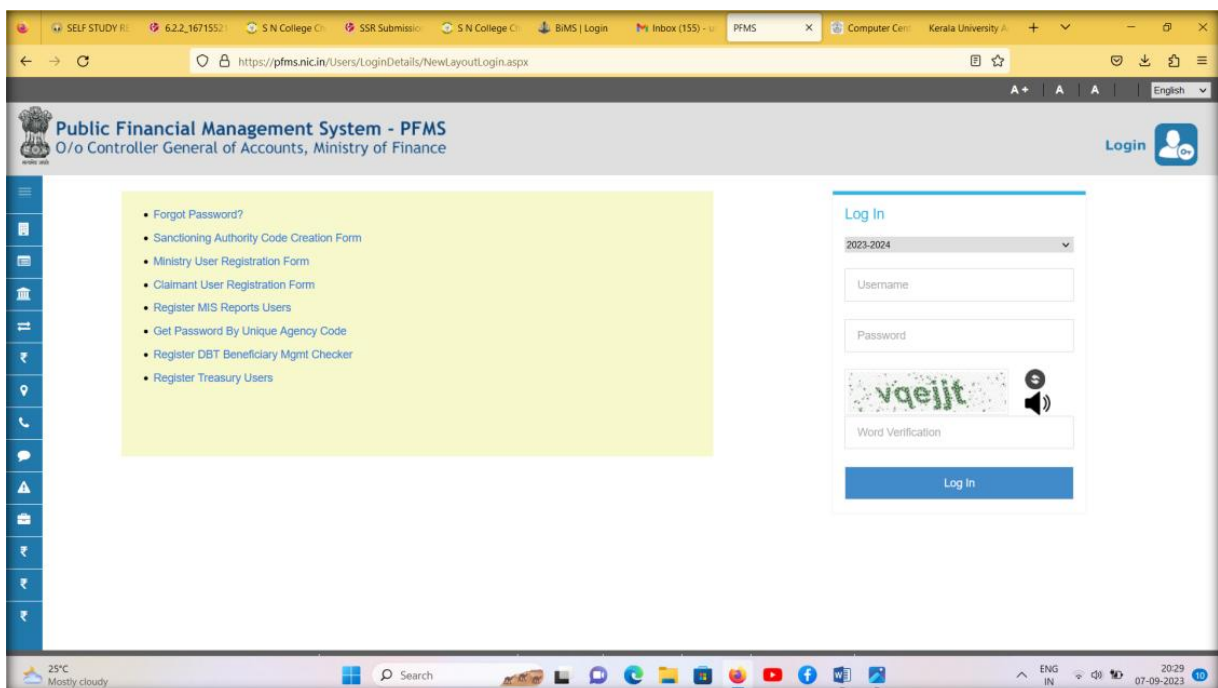 SELF STUDY RE
6.2.2_16715521
S N College Ch
SSR Submissio
S N College Ch
BiMS | Login
Inbox (155) - u
PFMS
Computer Cent
Kerala University A
https://pfms.nic.in/Users/LoginDetails/NewLayoutLogin.aspx
A+ | A | A | English
Public Financial Management System - PFMS
O/o Controller General of Accounts, Ministry of Finance
Login
Forgot Password?
Sanctioning Authority Code Creation Form
Ministry User Registration Form
Claimant User Registration Form
Register MIS Reports Users
Get Password By Unique Agency Code
Register DBT Beneficiary Mgmt Checker
Register Treasury Users
Log In
2023-2024
Username
Password
vqejjt
Word Verification
Log In
25°C
Mostly cloudy
Search
ENG
IN
20:29
07-09-2023
10